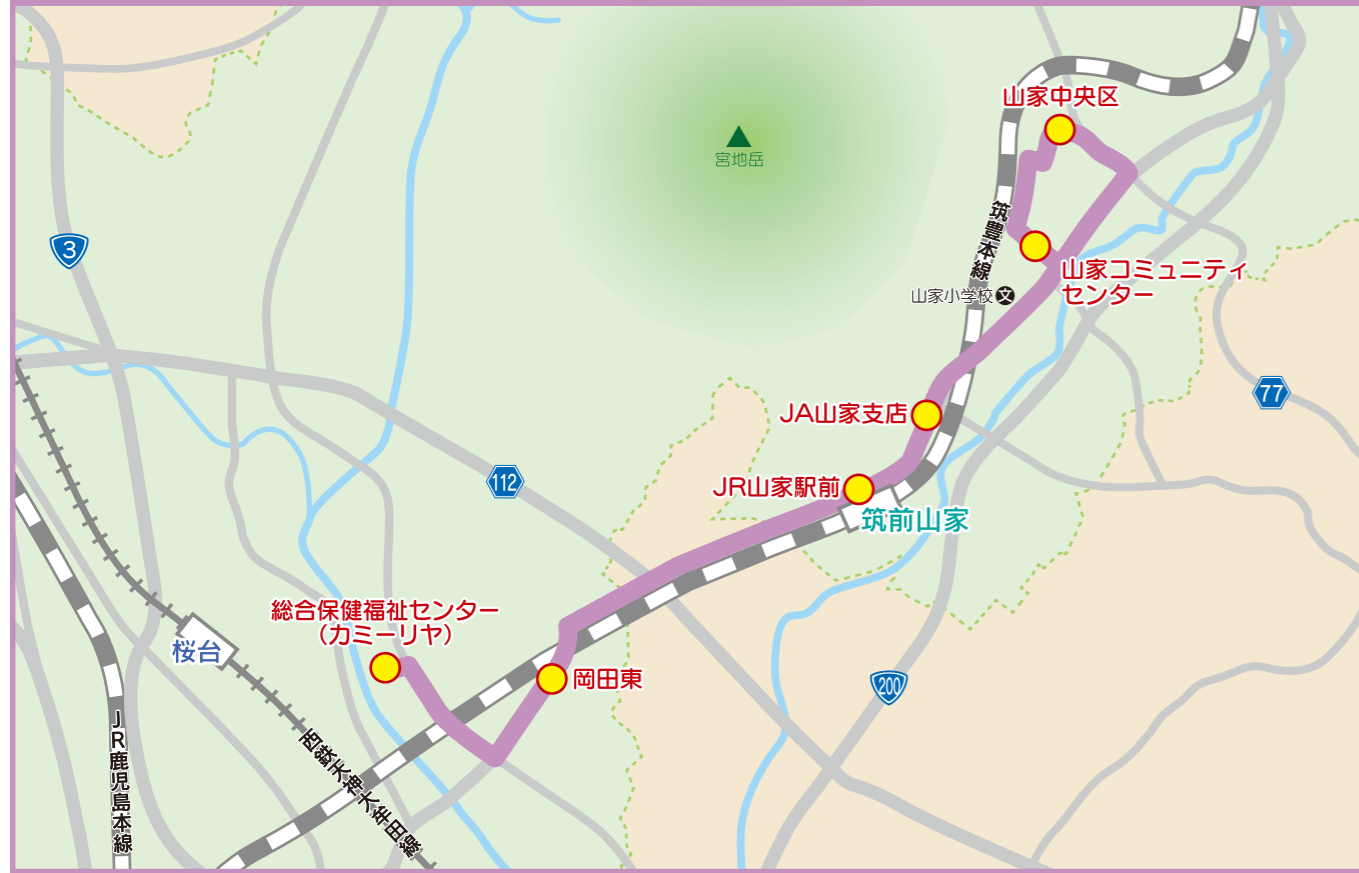 山家中央区
宮地岳
筑豊本線
3
山家コミュニティ
センター
山家小学校
文
77
JA山家支店
112
JR山家駅前
筑前山家
総合保健福祉センター
（カミーリヤ）
桜台
岡田東
200
JR鹿児島本線
西鉄天神大牟田線